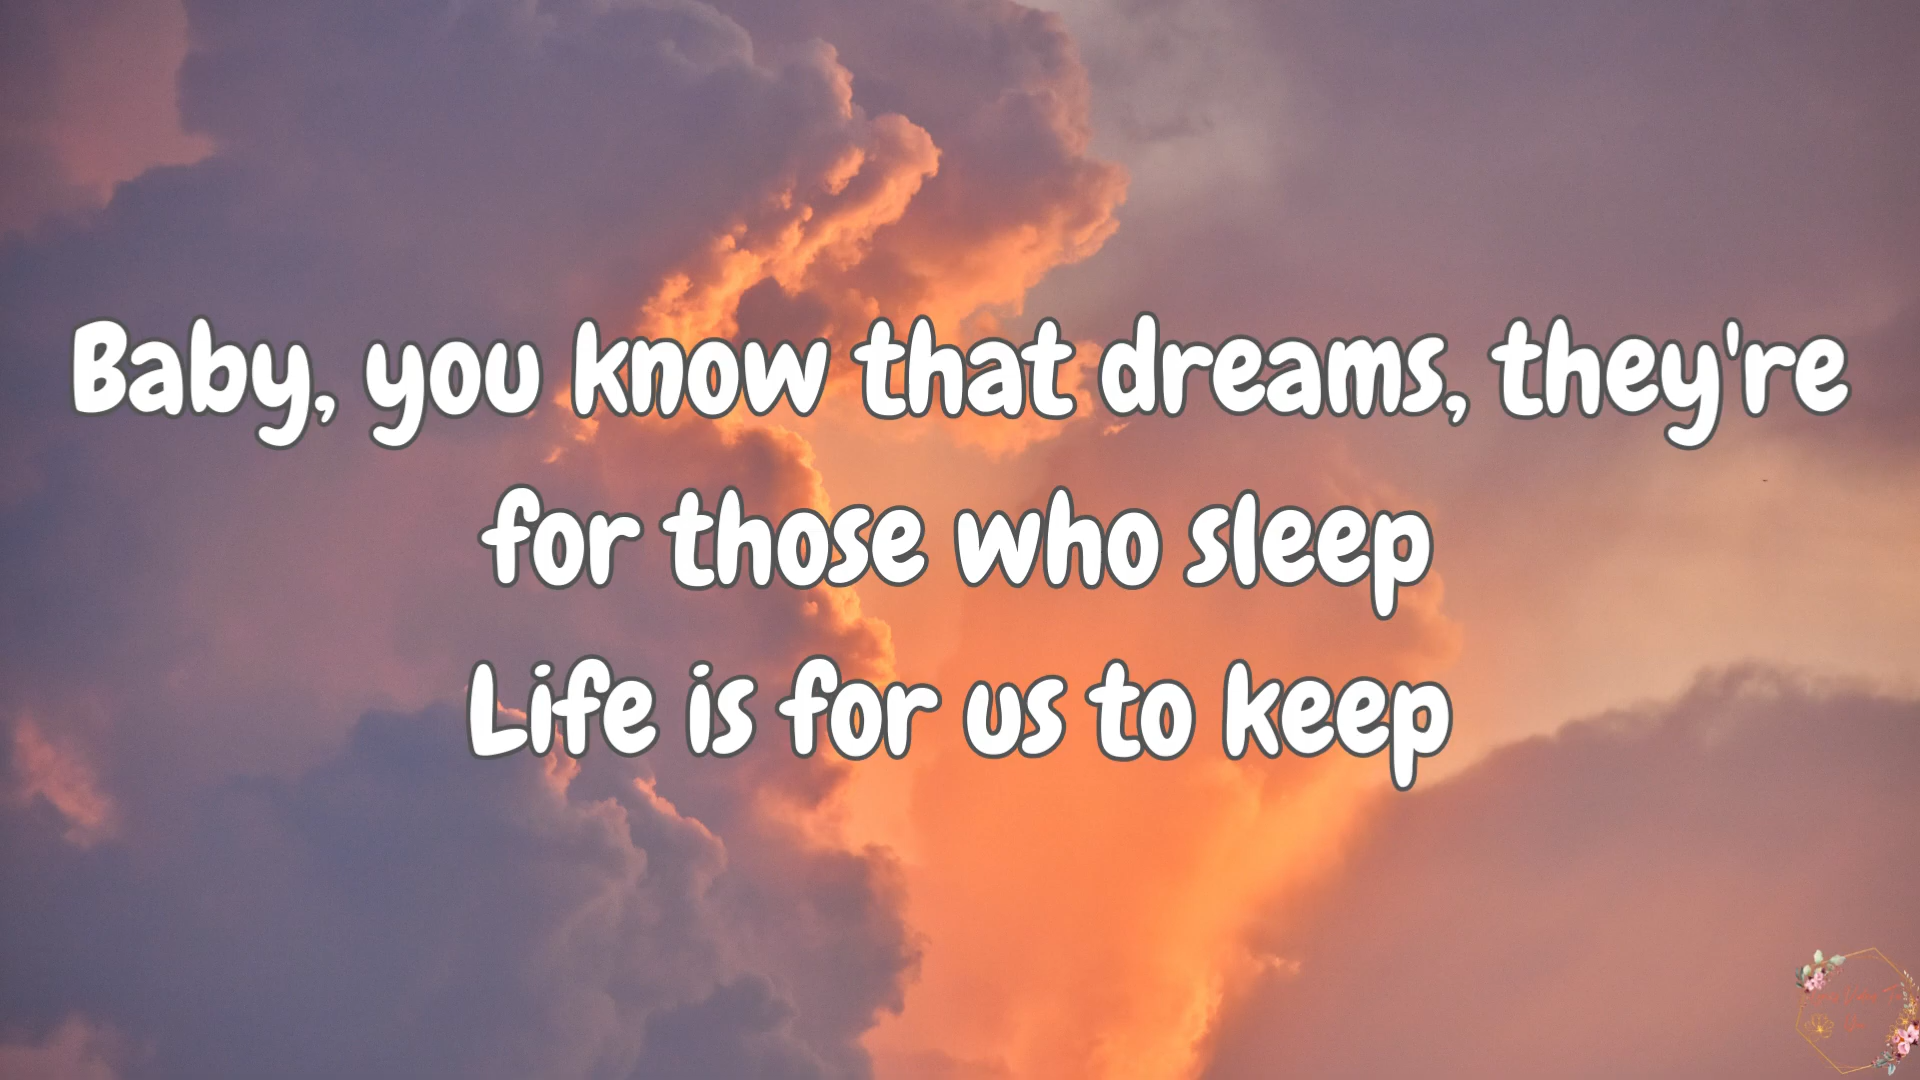 Baby, you know that dreams, they're
for those who sleep
Life is for us to keep